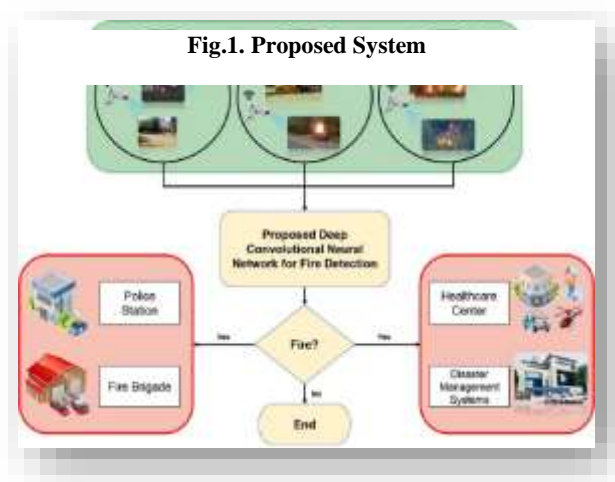 Fig.1. Proposed System
Proposed Deep
Convolutional Neural
Network for Fire Detection
Police
Station
Healthcare
Center
Yes
Fire?
Yes
Fire Brigade
Disaster
Management
Systems
No
End